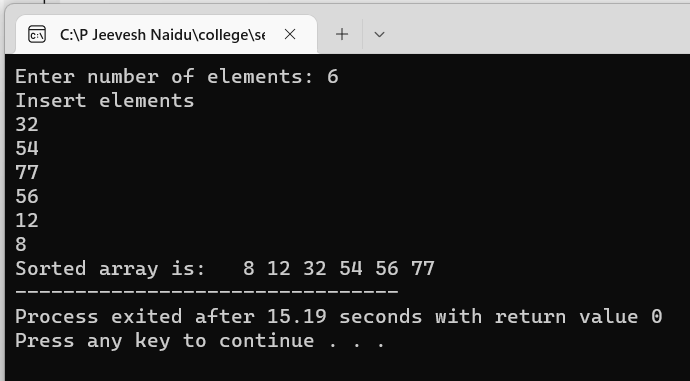 C:\P Jeevesh Naidu\college\se
Enter number of elements: 6
Insert elements
32
54
77
56
12
8
Sorted array is:   8 12 32 54 56 77
--------------------------------
Process exited after 15.19 seconds with return value 0
Press any key to continue . . .